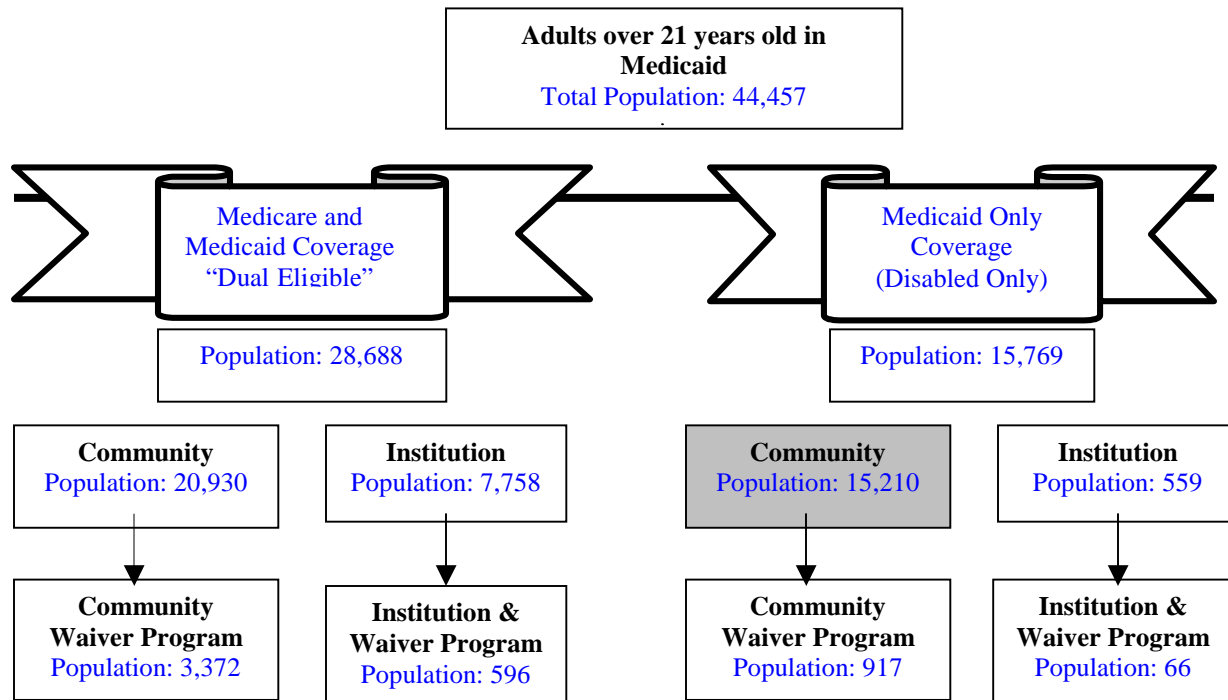 Adults over 21 years old in
Medicaid
Total Population: 44,457
Medicare and
Medicaid Coverage
“Dual Eligible”
Medicaid Only
Coverage
(Disabled Only)
Population: 28,688
Population: 15,769
Community
Population: 20,930
Institution
Population: 7,758
Community
Population: 15,210
Institution
Population: 559
Community
Waiver Program
Population: 3,372
Institution &
Waiver Program
Population: 596
Community
Waiver Program
Population: 917
Institution &
Waiver Program
Population: 66